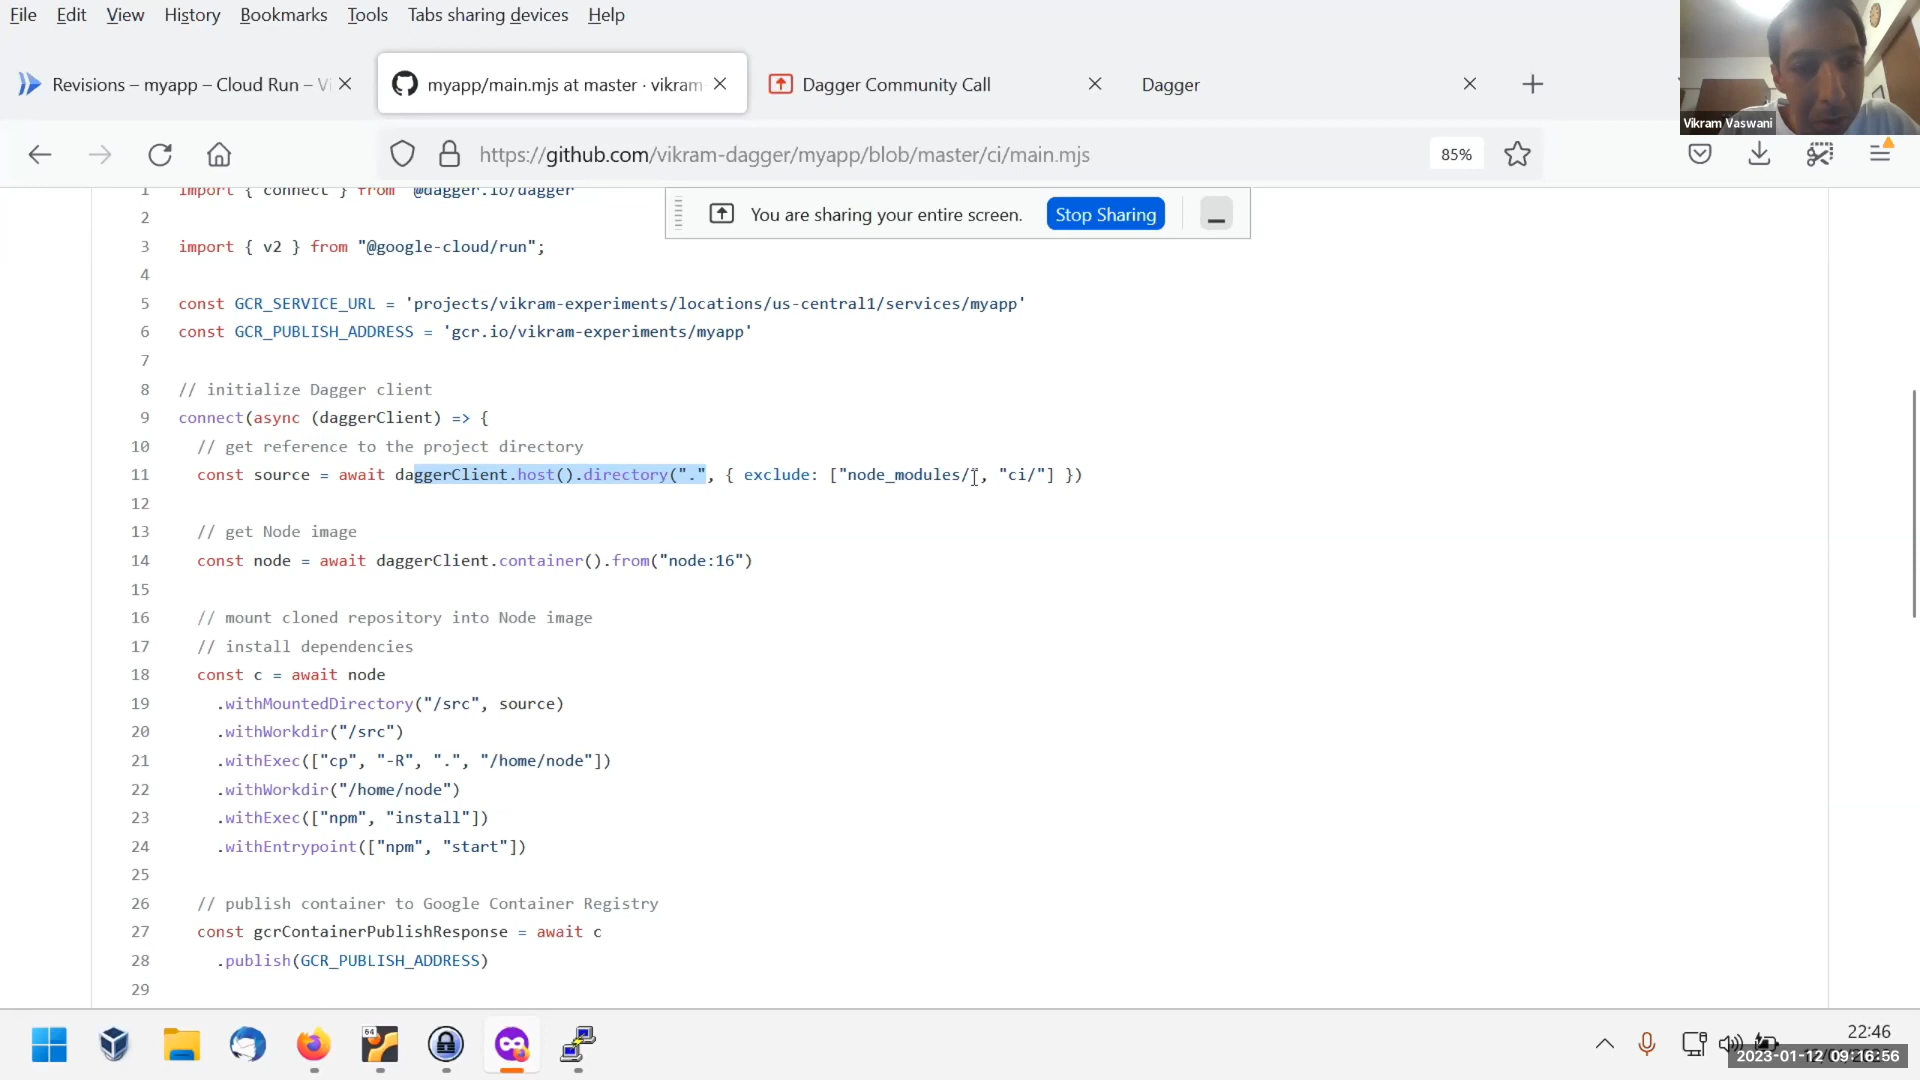 File Edit View History Bookmarks Tools Tabs sharing devices Help
Revisions – myapp – Cloud Run – Vi
myapp/main.mjs at master · vikram-
Dagger Community Call
Dagger
Vikram Vaswani
https://github.com/vikram-dagger/myapp/blob/master/ci/main.mjs
85%
You are sharing your entire screen. Stop Sharing
1 import { connect } from "@dagger.io/dagger"
2
3 import { v2 } from "@google-cloud/run";
4
5 const GCR_SERVICE_URL = 'projects/vikram-experiments/locations/us-central1/services/myapp'
6 const GCR_PUBLISH_ADDRESS = 'gcr.io/vikram-experiments/myapp'
7
8 // initialize Dagger client
9 connect(async (daggerClient) => {
10 // get reference to the project directory
11 const source = await daggerClient.host().directory(".", { exclude: ["node_modules/", "ci/"] })
12
13 // get Node image
14 const node = await daggerClient.container().from("node:16")
15
16 // mount cloned repository into Node image
17 // install dependencies
18 const c = await node
19 .withMountedDirectory("/src", source)
20 .withWorkdir("/src")
21 .withExec(["cp", "-R", ".", "/home/node"])
22 .withWorkdir("/home/node")
23 .withExec(["npm", "install"])
24 .withEntrypoint(["npm", "start"])
25
26 // publish container to Google Container Registry
27 const gcrContainerPublishResponse = await c
28 .publish(GCR_PUBLISH_ADDRESS)
29
64
22:46
2023-01-12 09:16:56